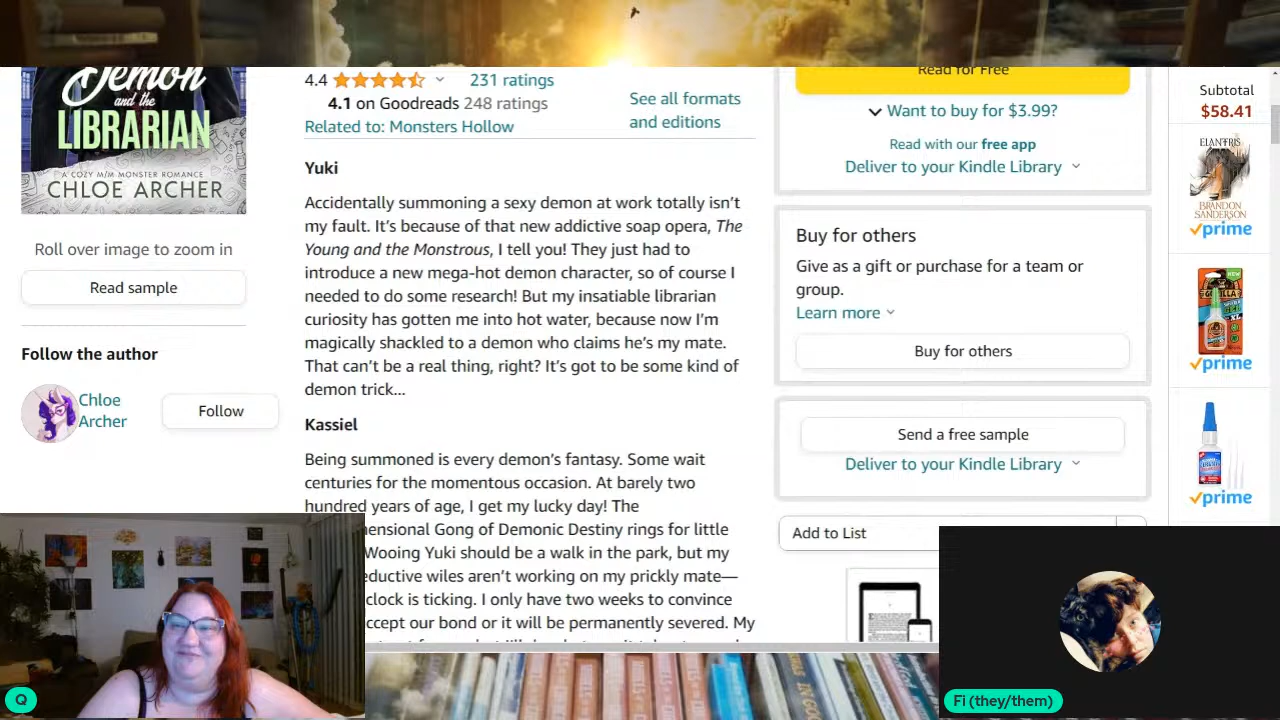 Demon
and the
LIBRARIAN
A COZY M/M MONSTER ROMANCE
CHLOE ARCHER
Roll over image to zoom in
Read sample
Follow the author
Chloe
Archer
Follow
4.4
231 ratings
4.1 on Goodreads 248 ratings
Related to: Monsters Hollow
See all formats
and editions
Yuki
Accidentally summoning a sexy demon at work totally isn't
my fault. It's because of that new addictive soap opera, The
Young and the Monstrous, I tell you! They just had to
introduce a new mega-hot demon character, so of course I
needed to do some research! But my insatiable librarian
curiosity has gotten me into hot water, because now I'm
magically shackled to a demon who claims he's my mate.
That can't be a real thing, right? It's got to be some kind of
demon trick...
Kassiel
Being summoned is every demon's fantasy. Some wait
centuries for the momentous occasion. At barely two
hundred years of age, I get my lucky day! The
ensional Gong of Demonic Destiny rings for little
Wooing Yuki should be a walk in the park, but my
eductive wiles aren't working on my prickly mate—
clock is ticking. I only have two weeks to convince
ccept our bond or it will be permanently severed. My
Read for Free
Want to buy for $3.99?
Read with our free app
Deliver to your Kindle Library
Buy for others
Give as a gift or purchase for a team or
group.
Learn more
Buy for others
Send a free sample
Deliver to your Kindle Library
Add to List
Subtotal
$58.41
ELANTRIS
BRANDON
SANDERSON
prime
prime
prime
Q
Fi (they/them)